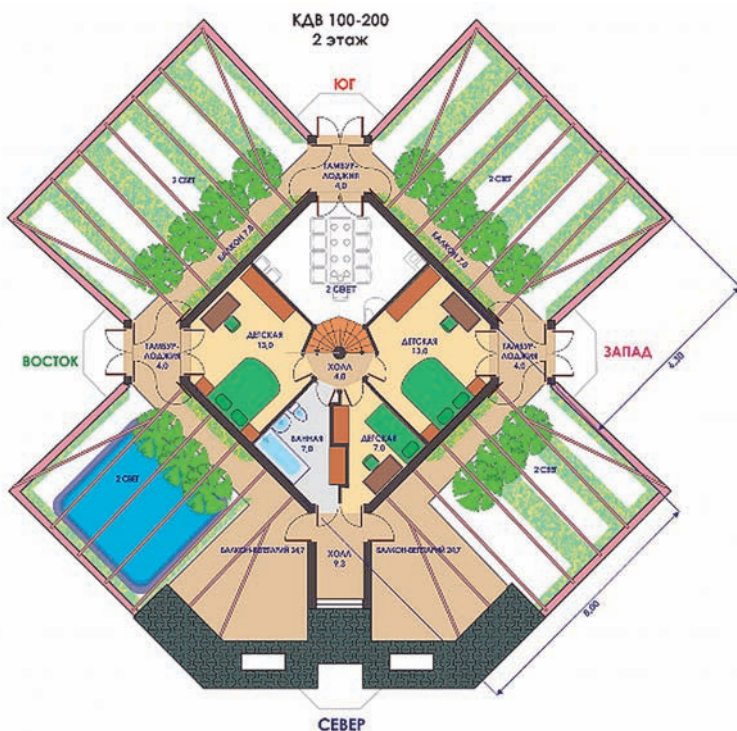 КДВ 100-200
2 этаж
ЮГ
ТАМБУР-
ЛОДЖИЯ
4,0
2 СВЕТ
2 СВЕТ
БАЛКОН 7,0
БАЛКОН 7,0
2 СВЕТ
ВОСТОК
ТАМБУР-
ЛОДЖИЯ
4,0
ДЕТСКАЯ
13,0
ХОЛЛ
4,0
ДЕТСКАЯ
13,0
ТАМБУР-
ЛОДЖИЯ
4,0
ЗАПАД
6,30
ВАННАЯ
7,0
ДЕТСКАЯ
7,0
2 СВЕТ
2 СВЕТ
БАЛКОН-ВЕГЕТАРИЙ 24,7
ХОЛЛ
9,3
БАЛКОН-ВЕГЕТАРИЙ 24,7
8,00
СЕВЕР